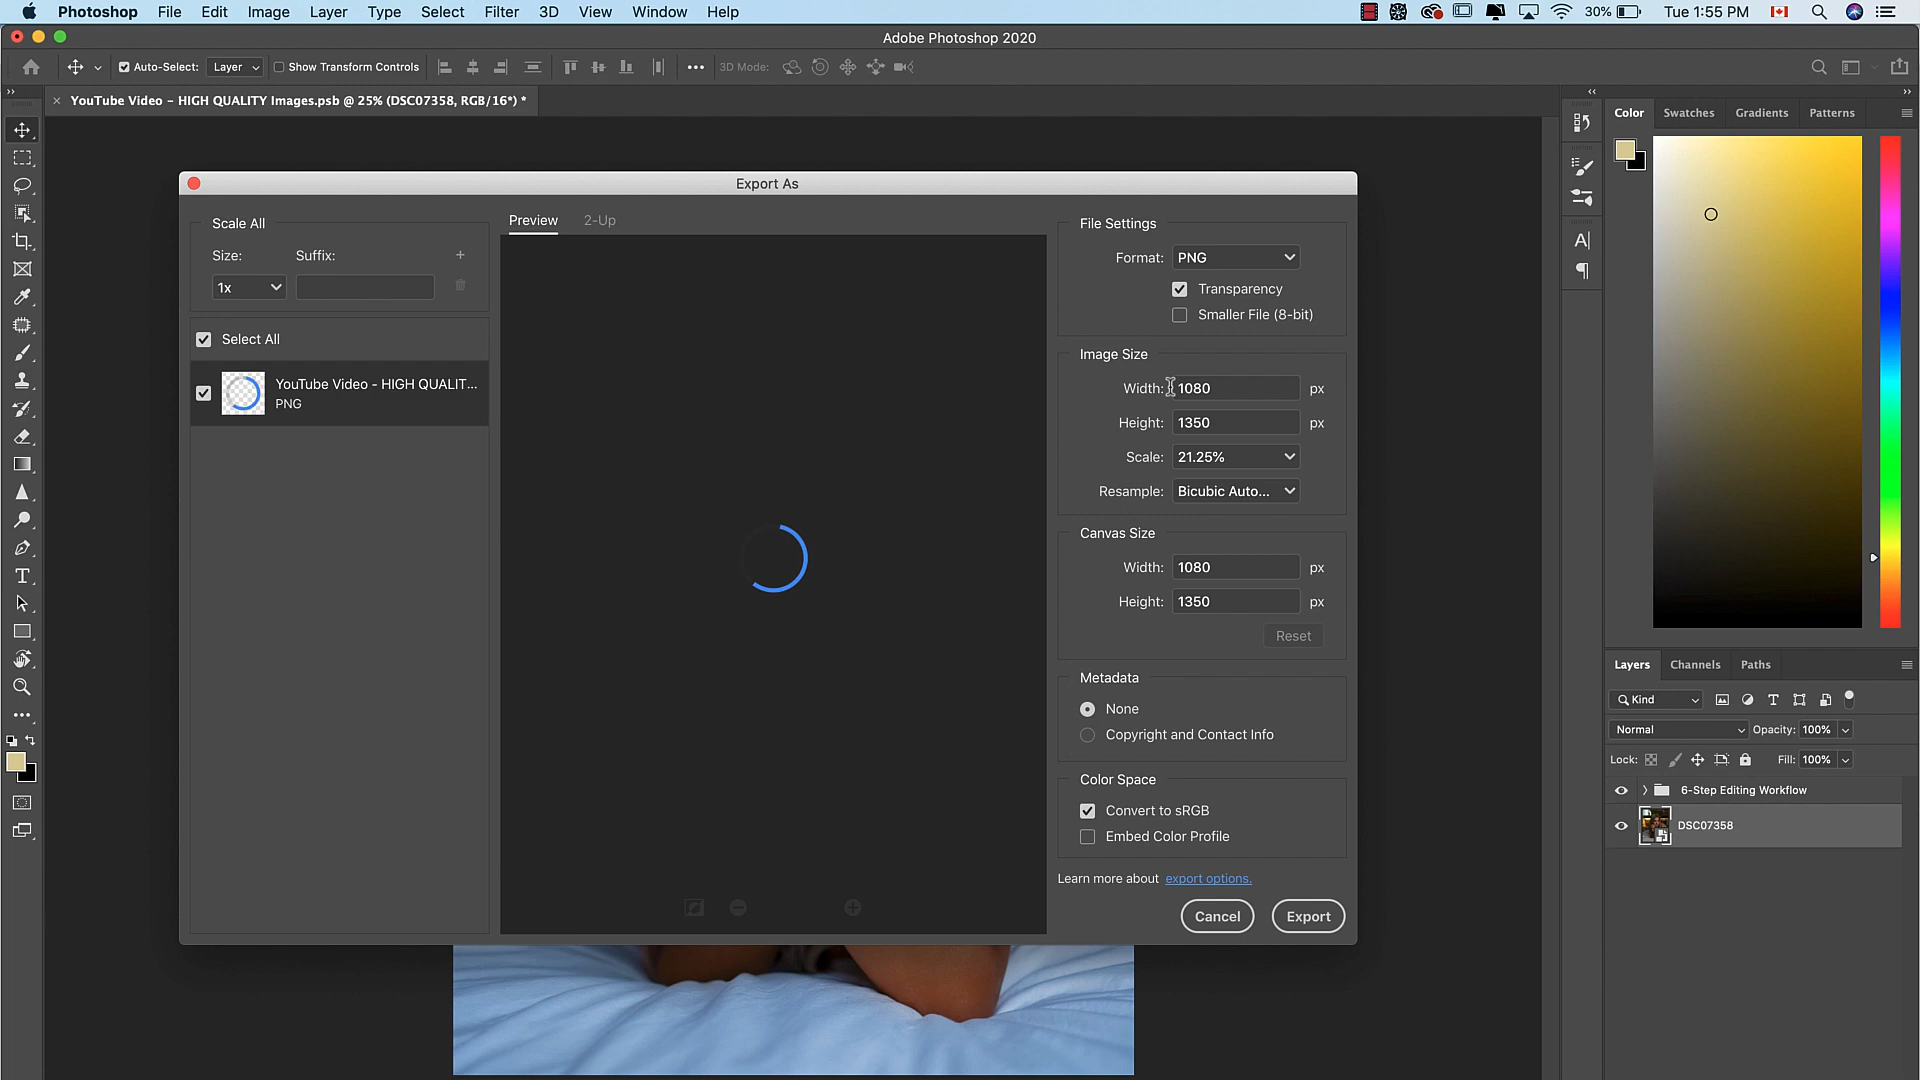 Photoshop File Edit Image Layer Type Select Filter 3D View Window Help 30% Tue 1:55 PM
Adobe Photoshop 2020
Auto-Select: Layer Show Transform Controls 3D Mode:
YouTube Video - HIGH QUALITY Images.psb @ 25% (DSC07358, RGB/16*) *
Color Swatches Gradients Patterns
Export As
Scale All
Size: Suffix:
1x
Select All
YouTube Video - HIGH QUALIT...
PNG
Preview 2-Up
File Settings
Format: PNG
Transparency
Smaller File (8-bit)
Image Size
Width: 1080 px
Height: 1350 px
Scale: 21.25%
Resample: Bicubic Auto...
Canvas Size
Width: 1080 px
Height: 1350 px
Reset
Metadata
None
Copyright and Contact Info
Color Space
Convert to sRGB
Embed Color Profile
Learn more about export options.
Cancel Export
Layers Channels Paths
Kind
Normal Opacity: 100%
Lock: Fill: 100%
6-Step Editing Workflow
DSC07358